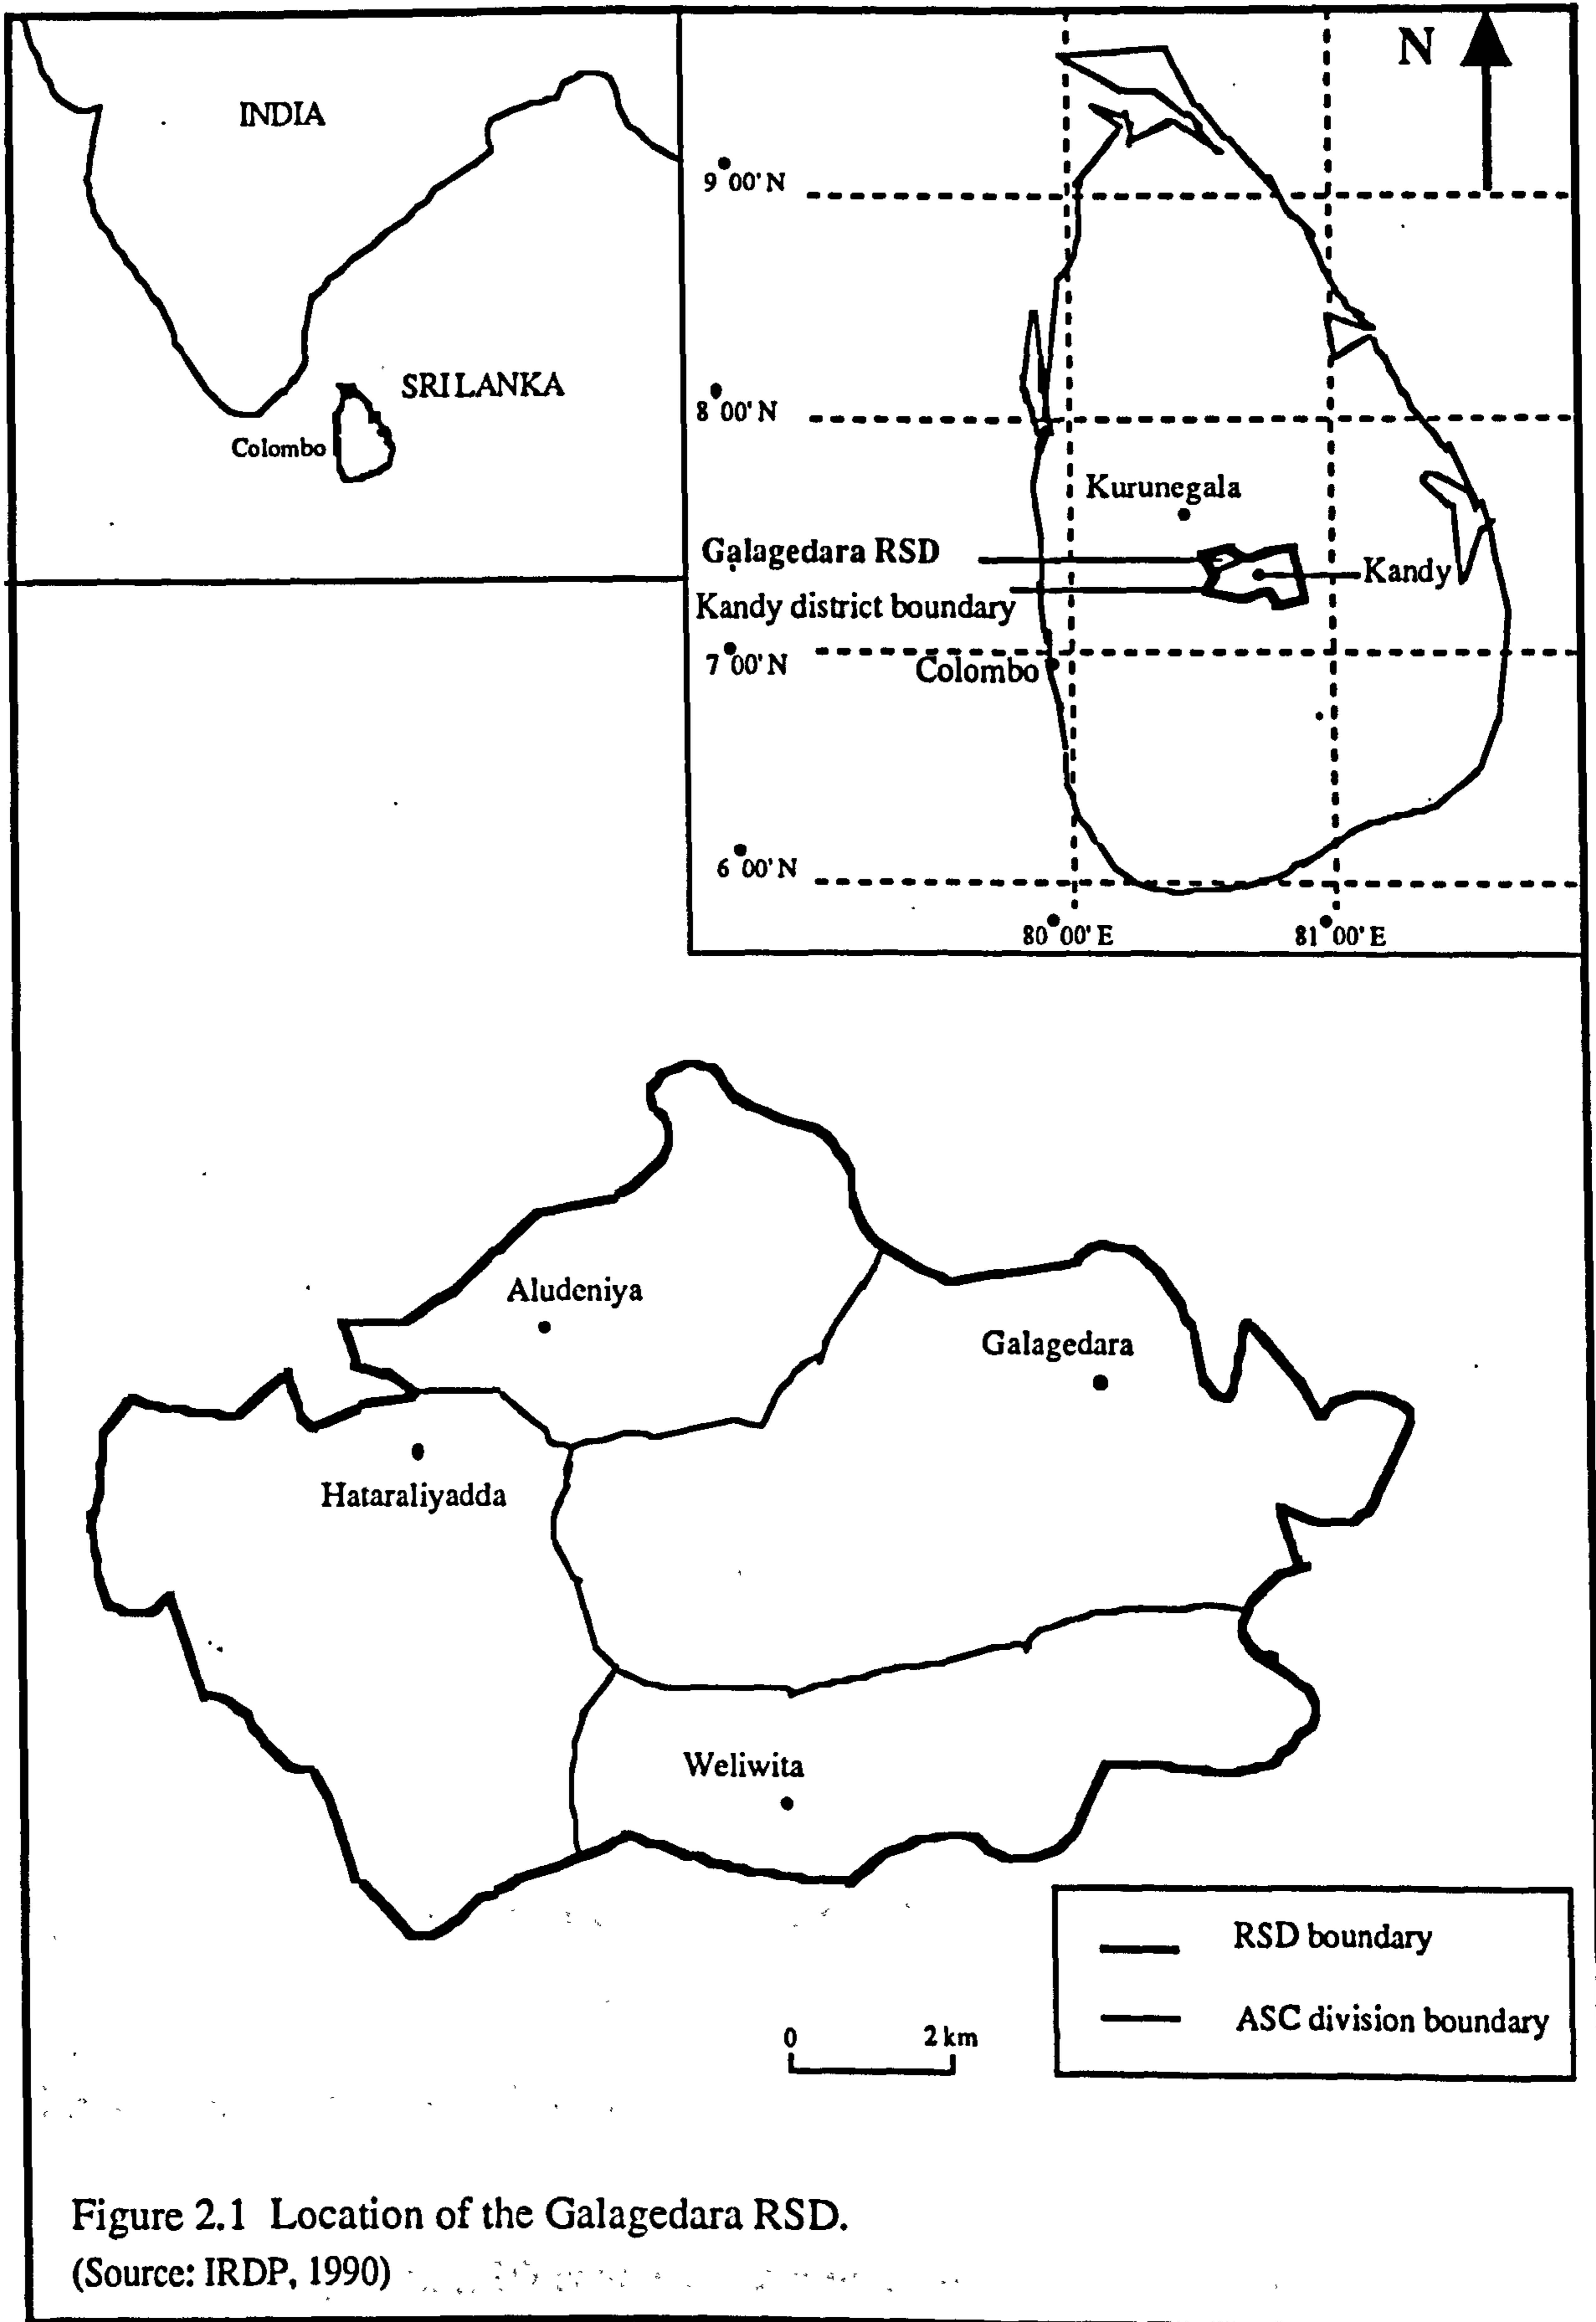 INDIA
SRI LANKA
Colombo
N
9°00' N
8°00' N
Kurunegala
Galagedara RSD
Kandy
Kandy district boundary
7°00' N
Colombo
6°00' N
80°00' E
81°00' E
Aludeniya
Galagedara
Hataraliyadda
Weliwita
RSD boundary
ASC division boundary
0 2 km
Figure 2.1 Location of the Galagedara RSD.
(Source: IRDP, 1990)